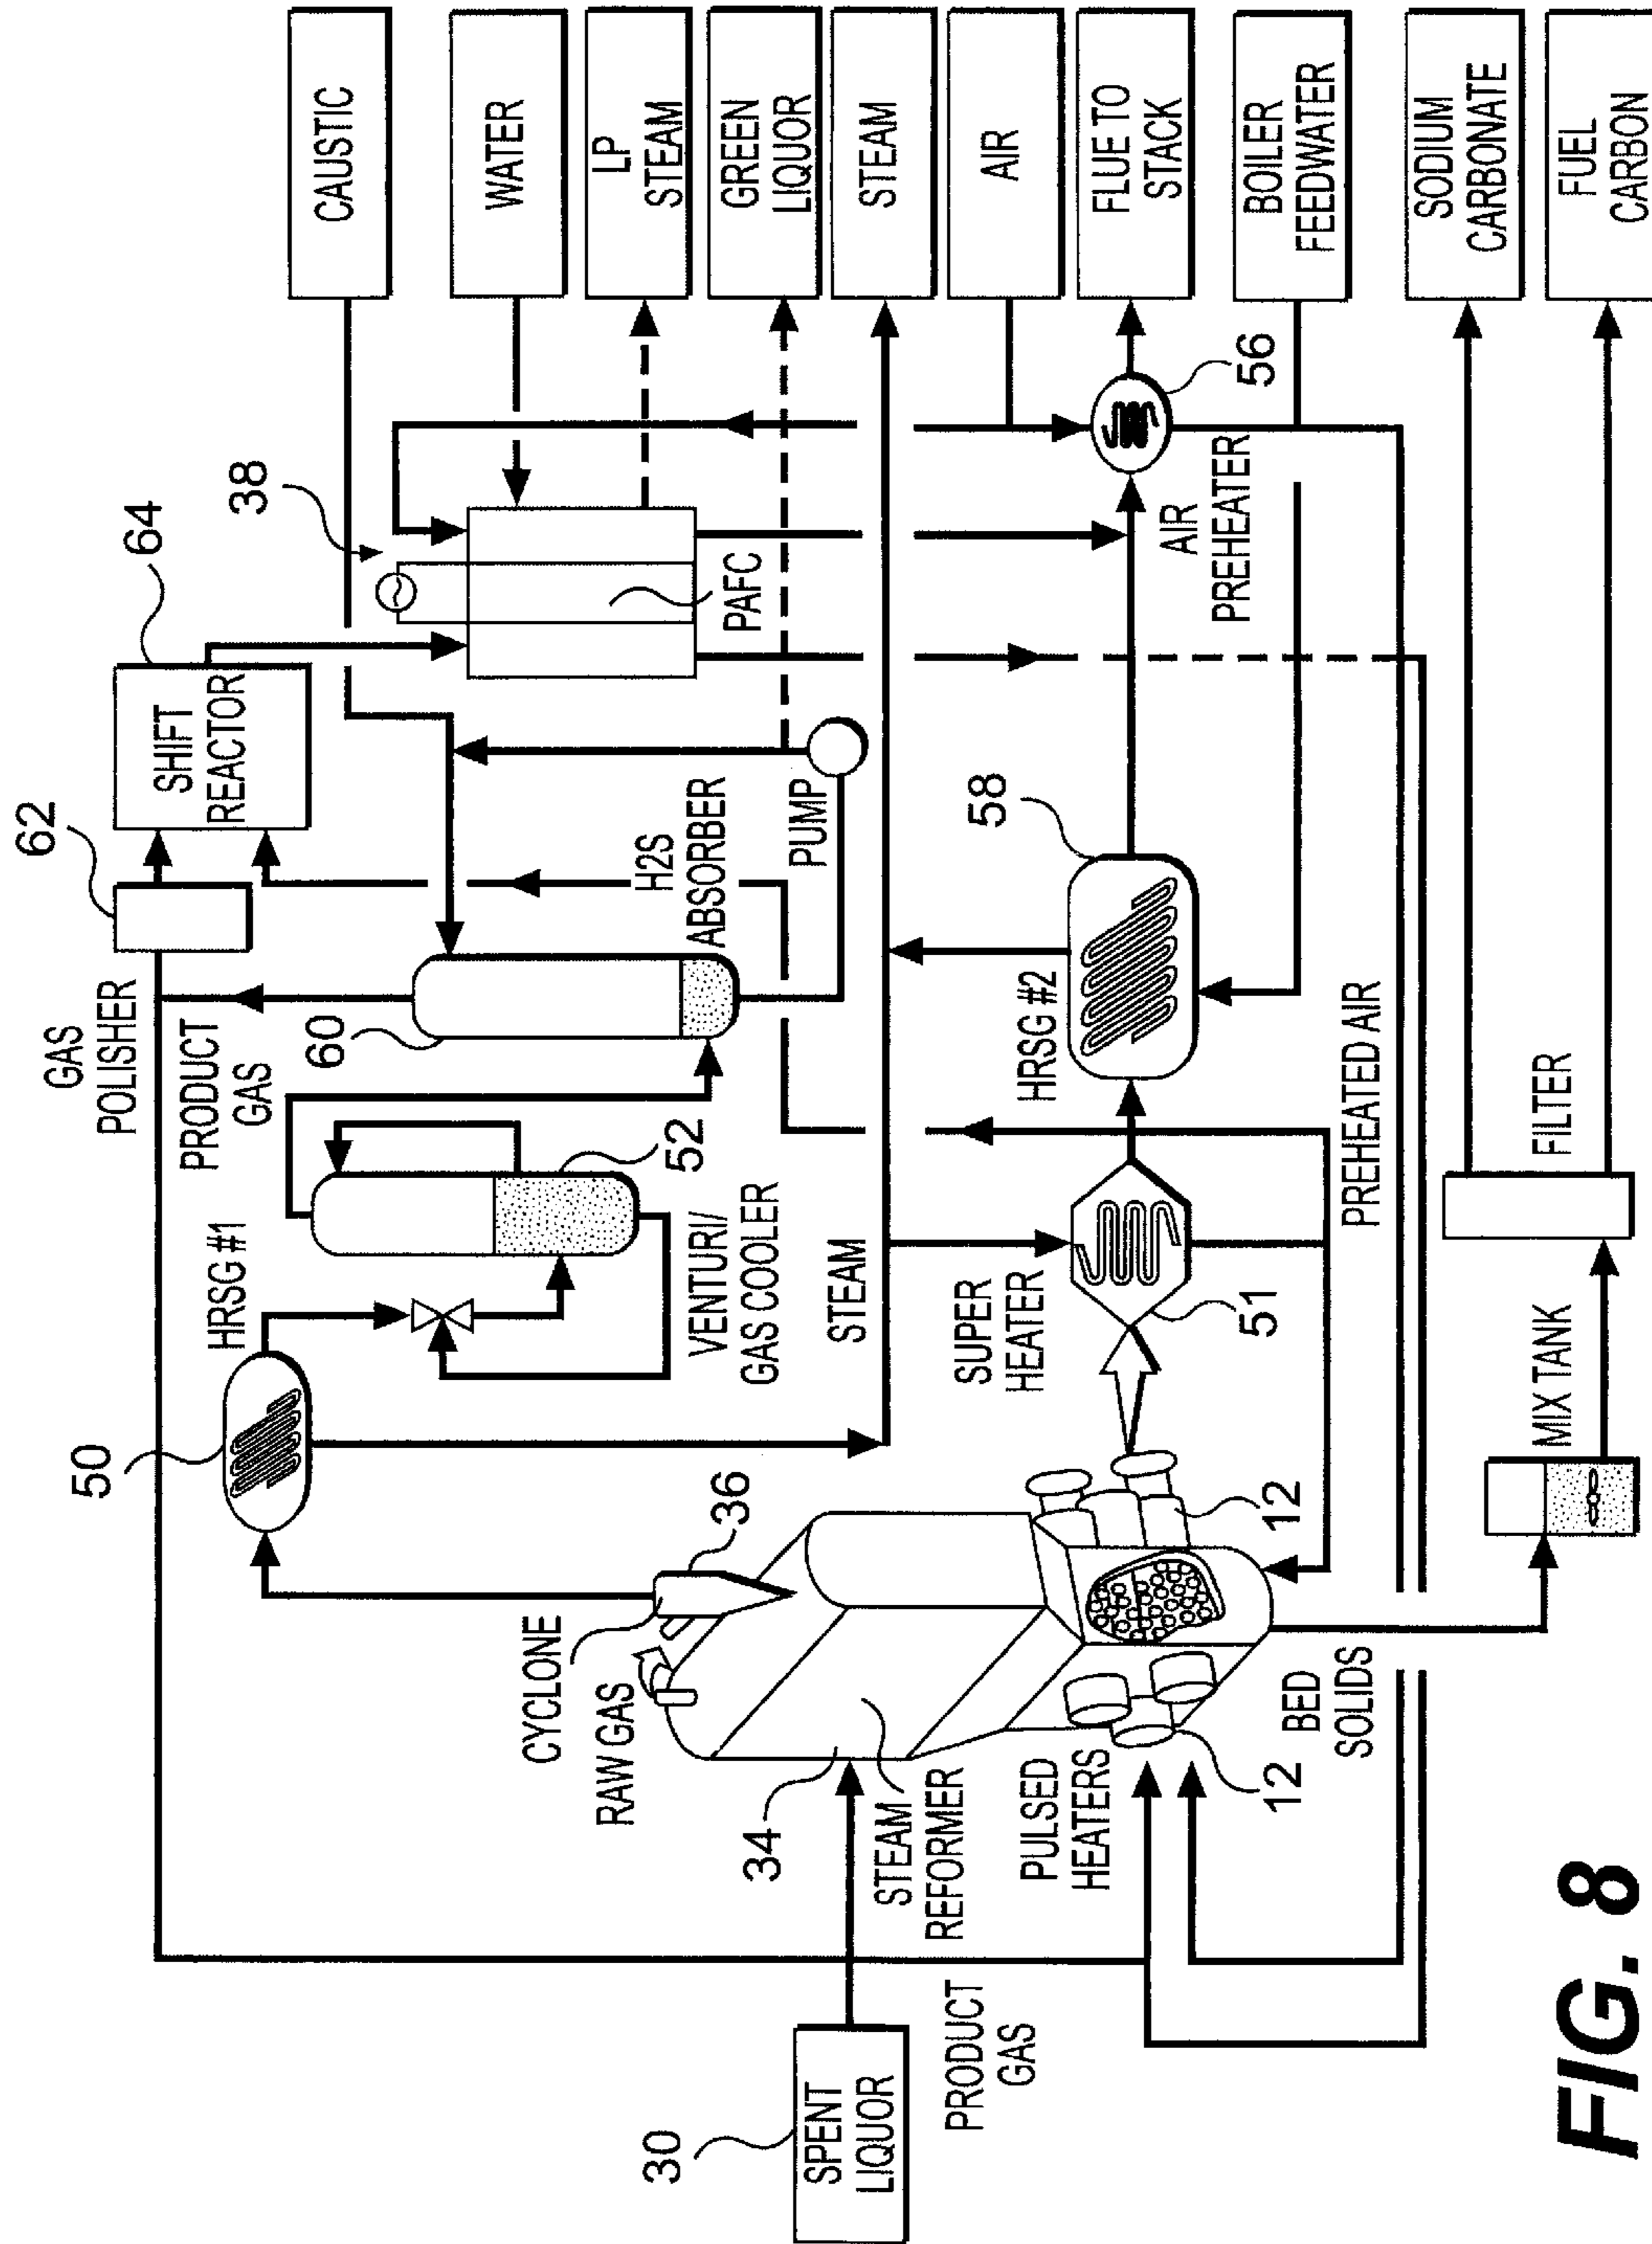 GAS
POLISHER
62
64
SHIFT
REACTOR
38
CAUSTIC
PRODUCT
GAS
60
H2S
ABSORBER
PUMP
PAFC
WATER
LP
STEAM
GREEN
LIQUOR
STEAM
AIR
FLUE TO
STACK
BOILER
FEEDWATER
SODIUM
CARBONATE
FUEL
CARBON
50
HRSG #1
52
VENTURI/
GAS COOLER
STEAM
36
CYCLONE
RAW GAS
34
STEAM
REFORMER
30
SPENT
LIQUOR
PRODUCT
GAS
PULSED
HEATERS
12
12
SUPER
HEATER
51
HRSG #2
58
AIR
PREHEATER
56
PREHEATED AIR
BED
SOLIDS
MIX TANK
FILTER
FIG. 8